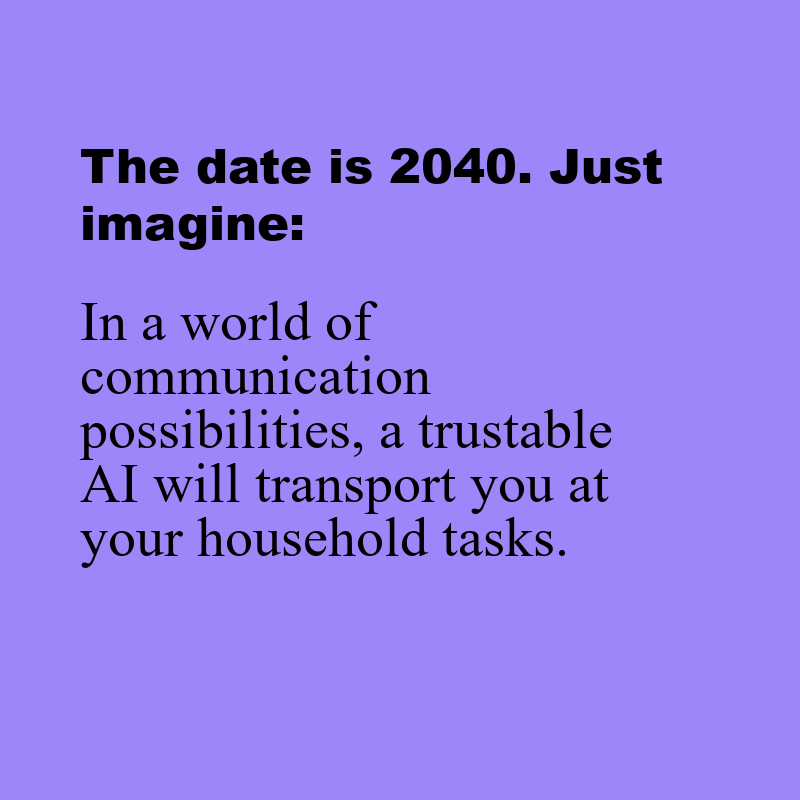 The date is 2040. Just
imagine:
In a world of
communication
possibilities, a trustable
AI will transport you at
your household tasks.